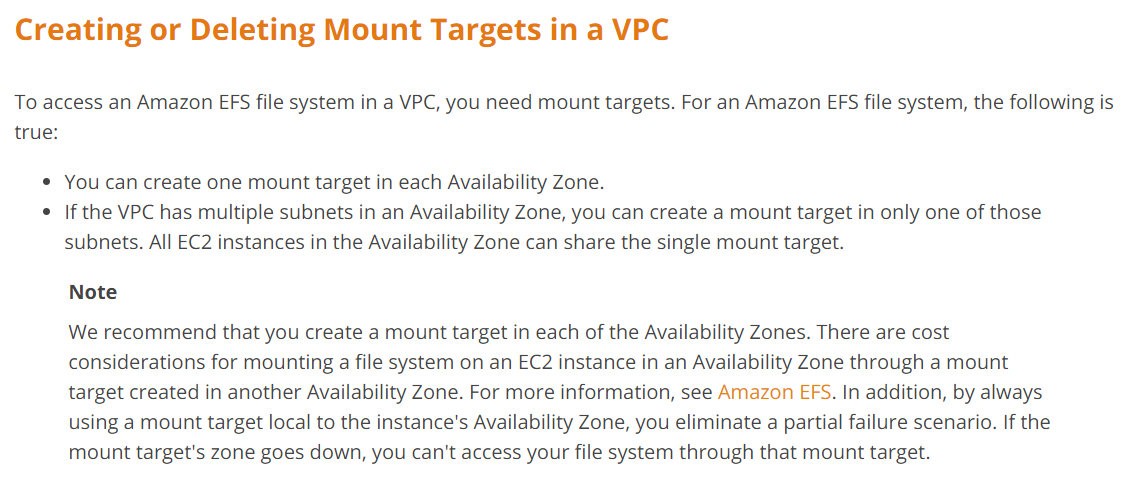 Creating or Deleting Mount Targets in a VPC
To access an Amazon EFS file system in a VPC, you need mount targets. For an Amazon EFS file system, the following is
true:
• You can create one mount target in each Availability Zone.
• If the VPC has multiple subnets in an Availability Zone, you can create a mount target in only one of those
subnets. All EC2 instances in the Availability Zone can share the single mount target.
Note
We recommend that you create a mount target in each of the Availability Zones. There are cost
considerations for mounting a file system on an EC2 instance in an Availability Zone through a mount
target created in another Availability Zone. For more information, see Amazon EFS. In addition, by always
using a mount target local to the instance's Availability Zone, you eliminate a partial failure scenario. If the
mount target's zone goes down, you can't access your file system through that mount target.